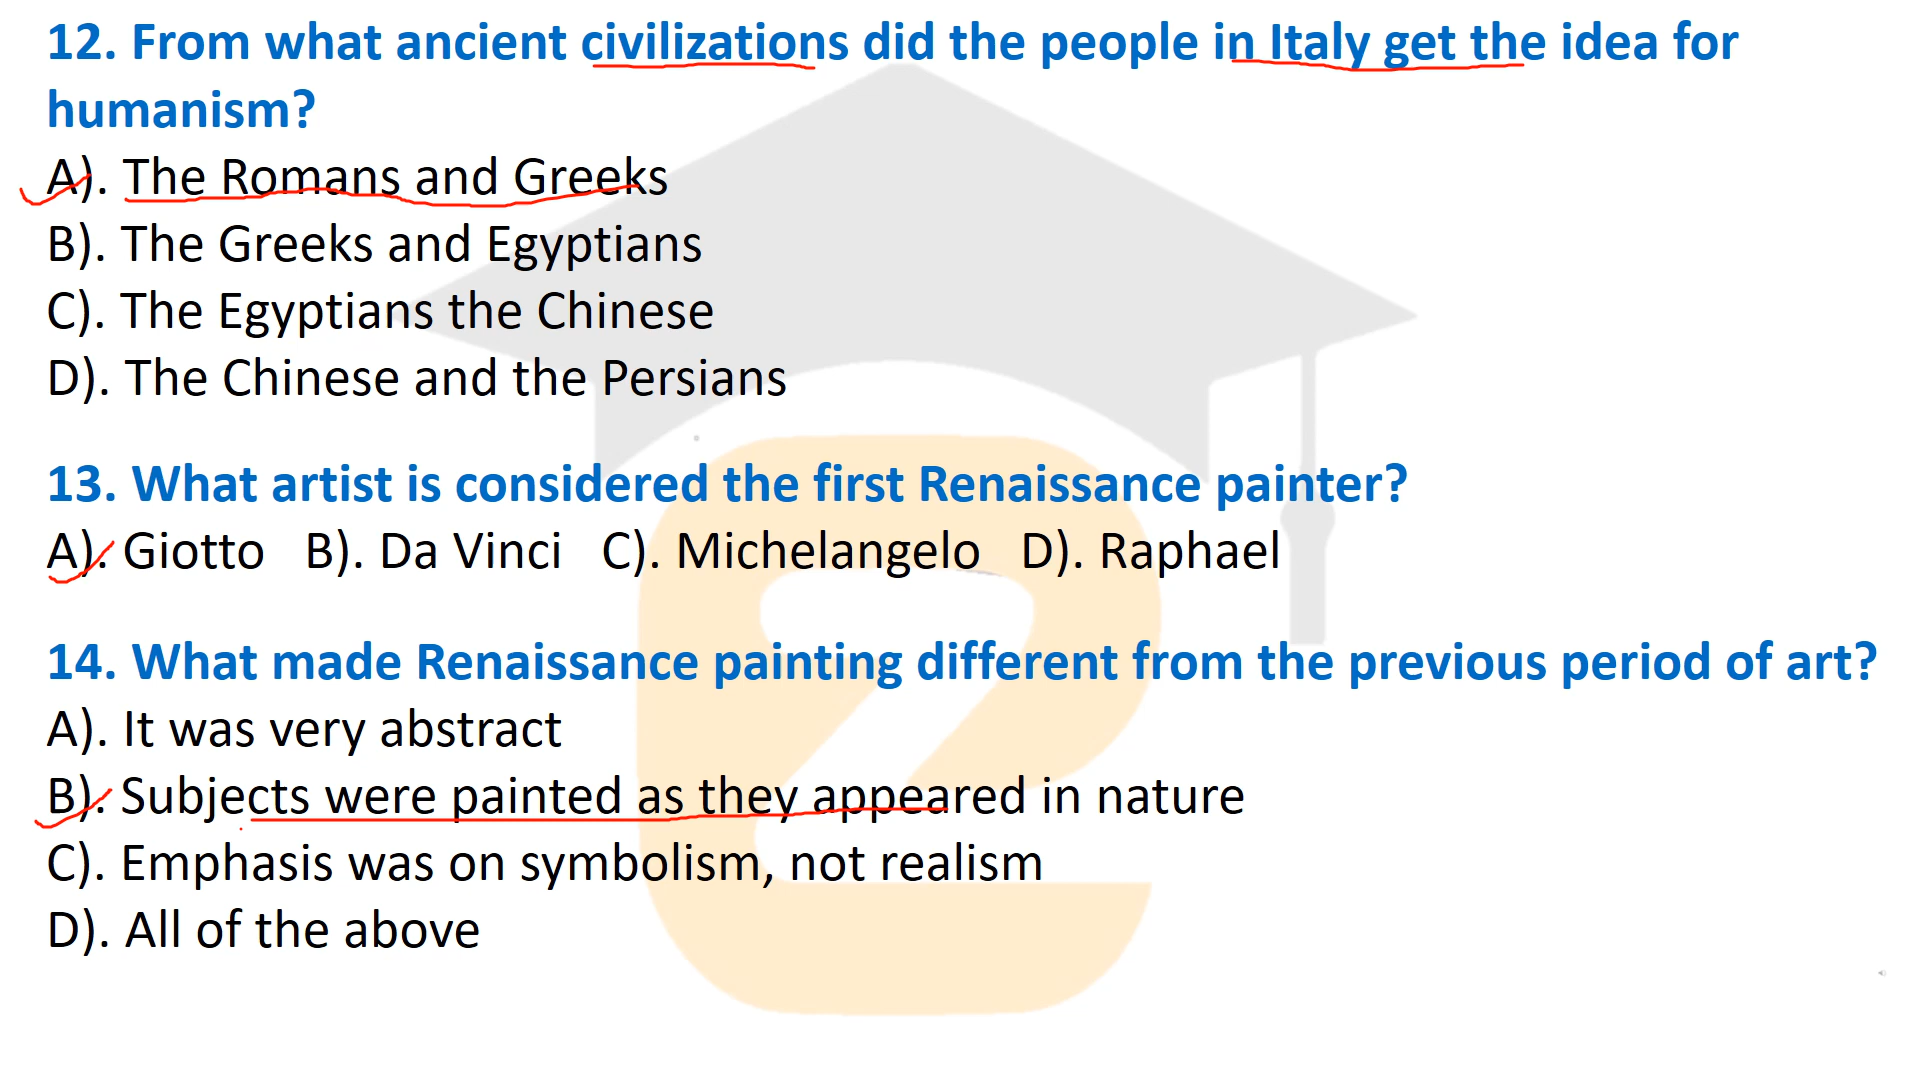 12. From what ancient civilizations did the people in Italy get the idea for
humanism?
A). The Romans and Greeks
B). The Greeks and Egyptians
C). The Egyptians the Chinese
D). The Chinese and the Persians
13. What artist is considered the first Renaissance painter?
A). Giotto B). Da Vinci C). Michelangelo D). Raphael
14. What made Renaissance painting different from the previous period of art?
A). It was very abstract
B). Subjects were painted as they appeared in nature
C). Emphasis was on symbolism, not realism
D). All of the above